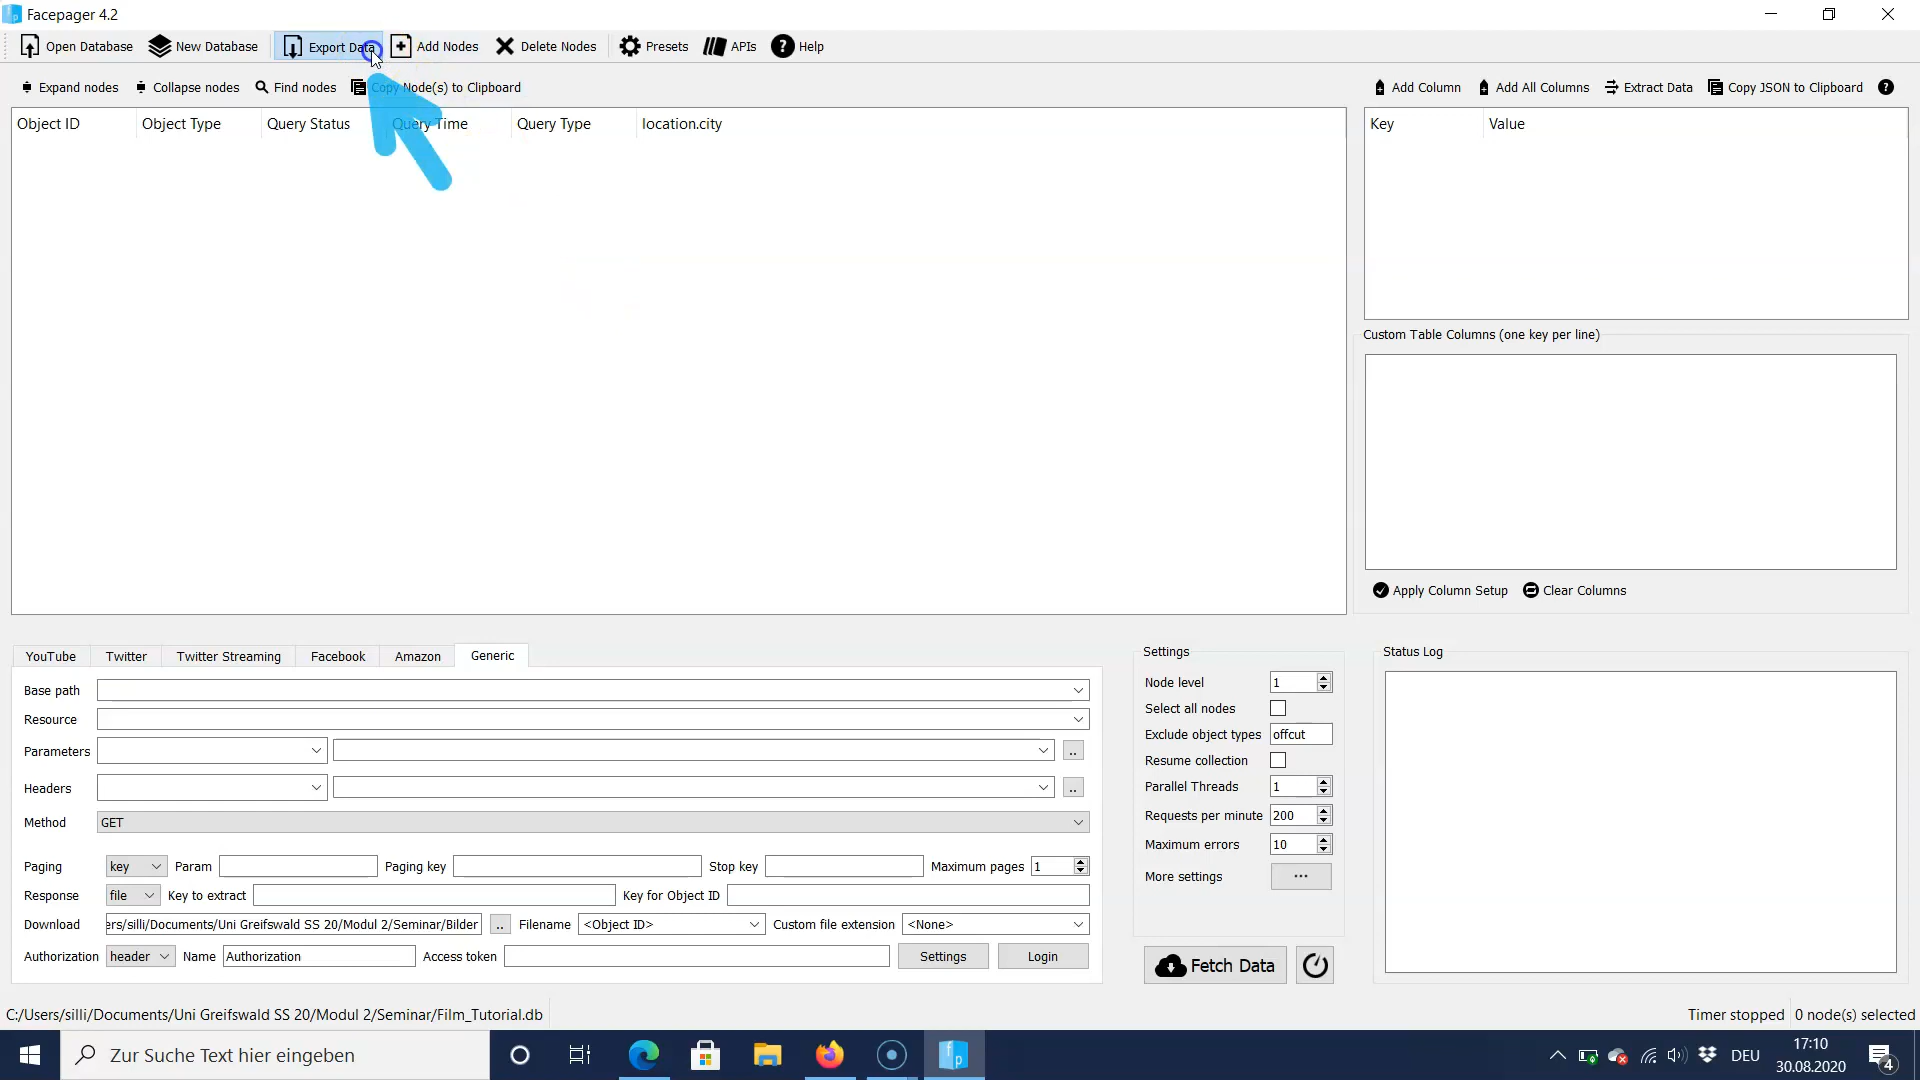 Facepager 4.2
Open Database New Database Export Data Add Nodes Delete Nodes Presets APIs Help
Expand nodes Collapse nodes Find nodes Copy Node(s) to Clipboard Add Column Add All Columns Extract Data Copy JSON to Clipboard
Object ID Object Type Query Status Query Time Query Type location.city Key Value
Custom Table Columns (one key per line)
Apply Column Setup Clear Columns
YouTube Twitter Twitter Streaming Facebook Amazon Generic Settings Status Log
Base path Node level 1
Resource Select all nodes
Exclude object types offcut
Parameters .. Resume collection
Headers .. Parallel Threads 1
Method GET Requests per minute 200
Maximum errors 10
Paging key Param Paging key Stop key Maximum pages 1 More settings ...
Response file Key to extract Key for Object ID
Download ers/silli/Documents/Uni Greifswald SS 20/Modul 2/Seminar/Bilder .. Filename <Object ID> Custom file extension <None>
Authorization header Name Authorization Access token Settings Login Fetch Data
C:/Users/silli/Documents/Uni Greifswald SS 20/Modul 2/Seminar/Film_Tutorial.db Timer stopped 0 node(s) selected
Zur Suche Text hier eingeben DEU 17:10
30.08.2020 4